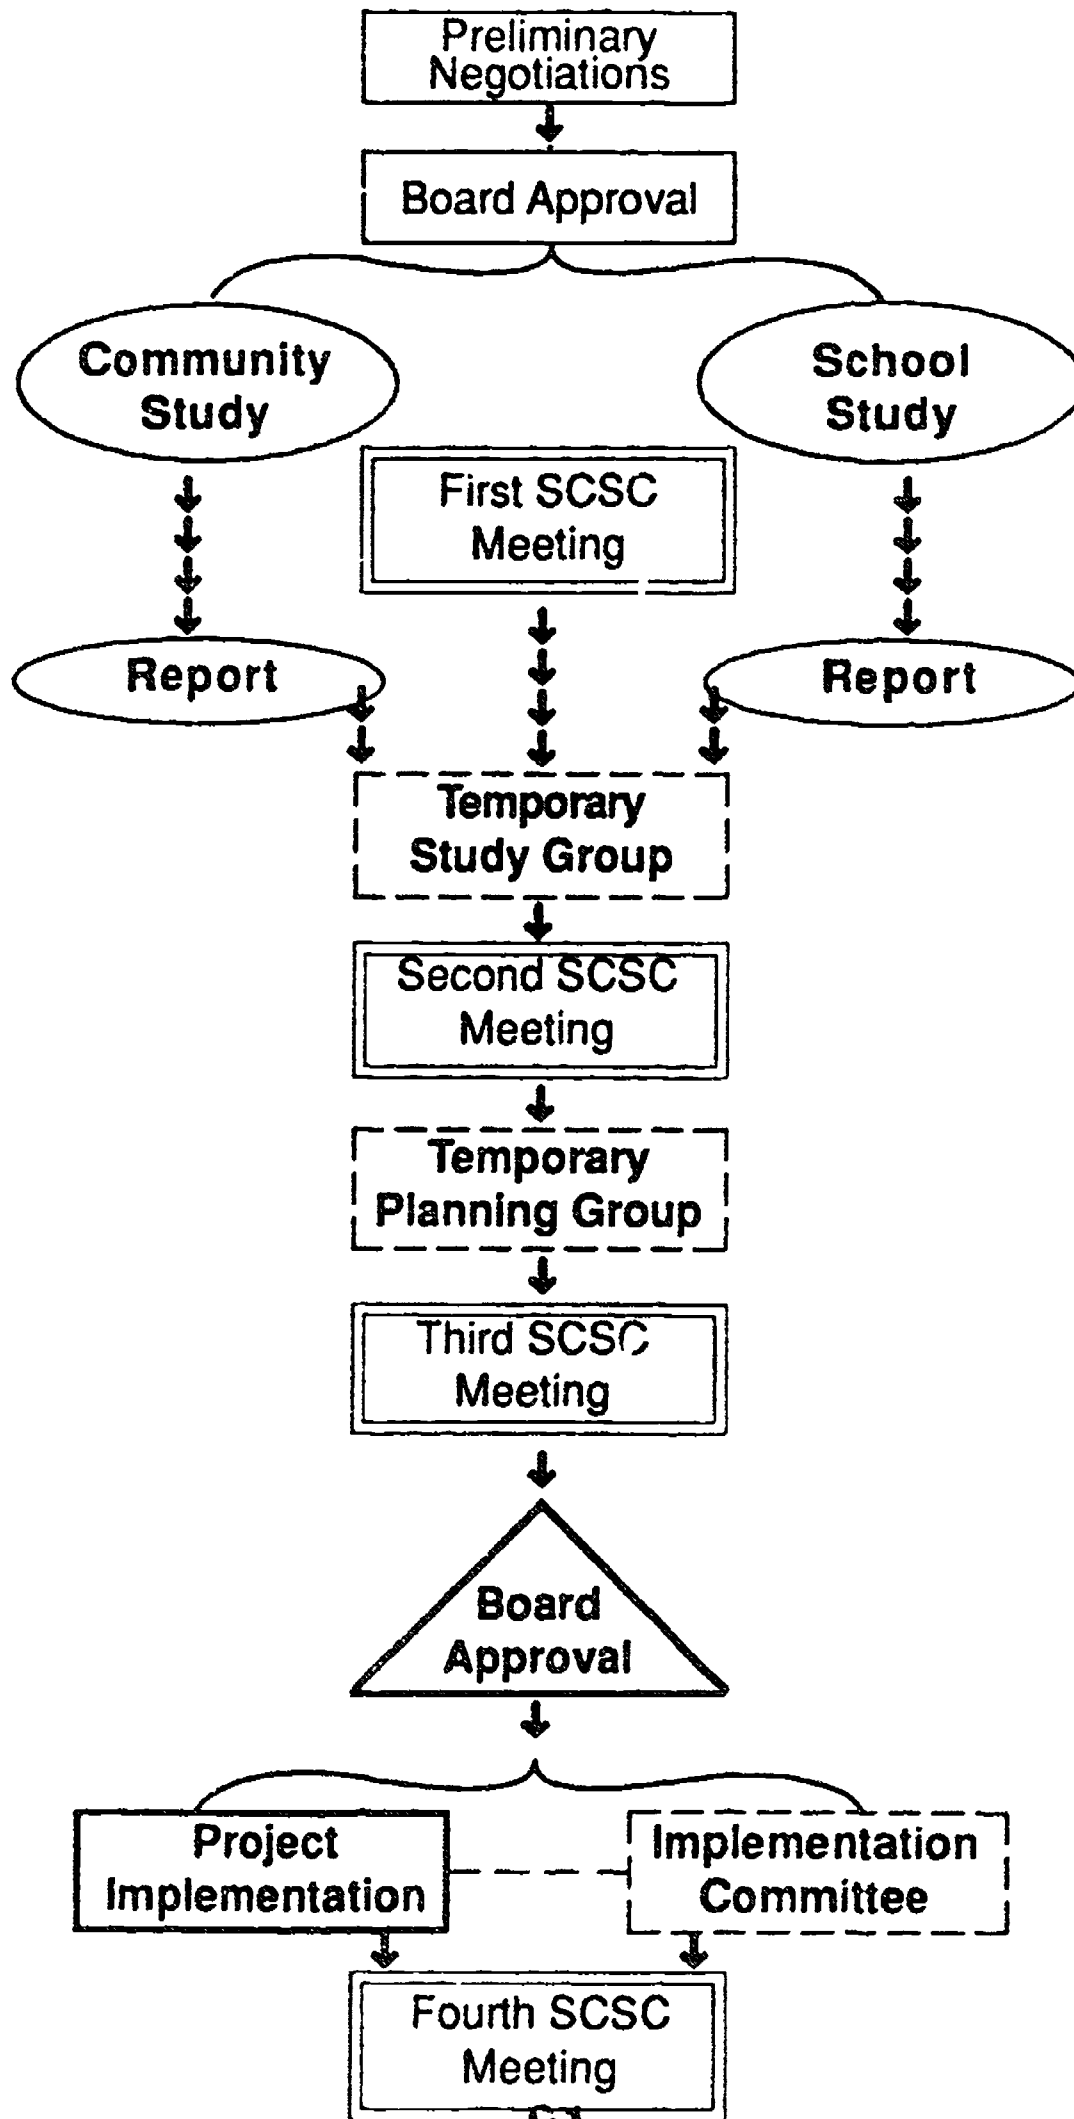 Preliminary
Negotiations
Board Approval
Community
Study
School
Study
First SCSC
Meeting
Report
Report
Temporary
Study Group
Second SCSC
Meeting
Temporary
Planning Group
Third SCSC
Meeting
Board
Approval
Project
Implementation
Implementation
Committee
Fourth SCSC
Meeting